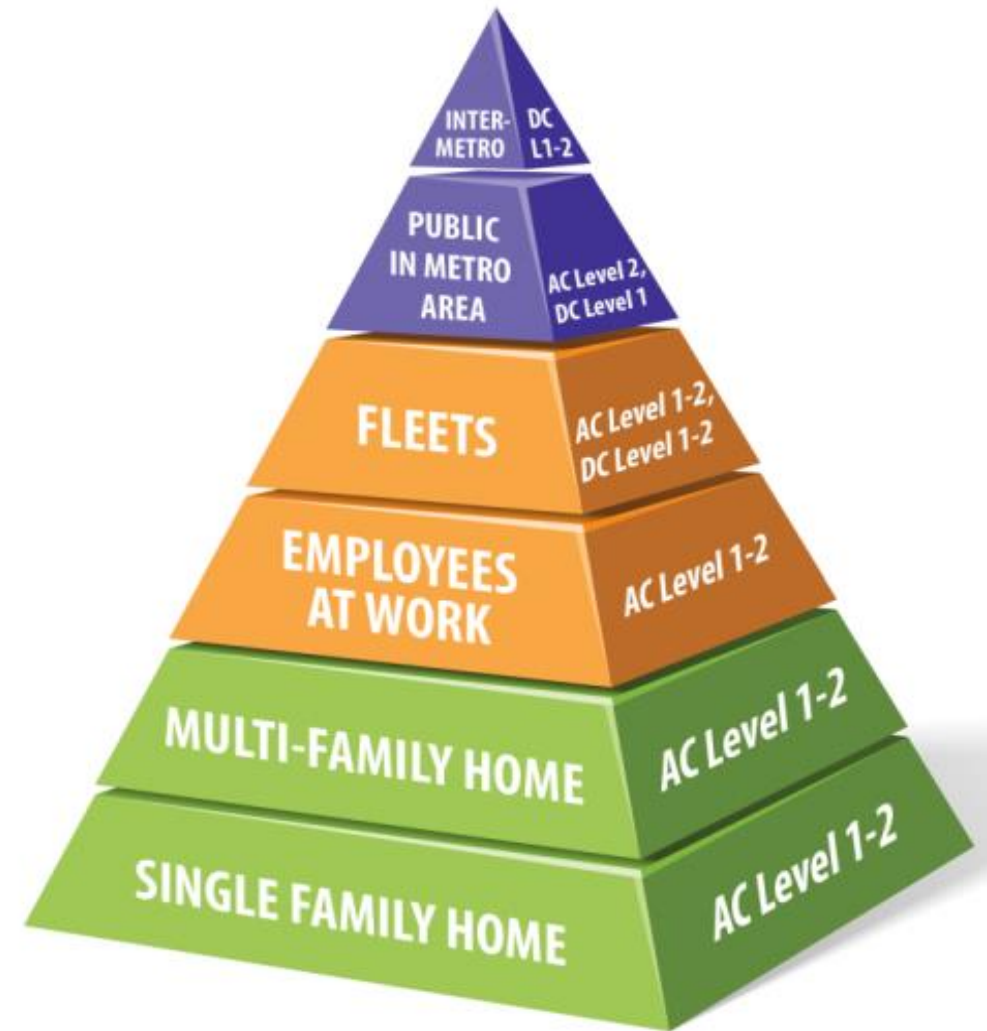 INTER-
METRO
DC
L1-2
PUBLIC
IN METRO
AREA
AC Level 2,
DC Level 1
FLEETS
AC Level 1-2,
DC Level 1-2
EMPLOYEES
AT WORK
AC Level 1-2
MULTI-FAMILY HOME
AC Level 1-2
SINGLE FAMILY HOME
AC Level 1-2